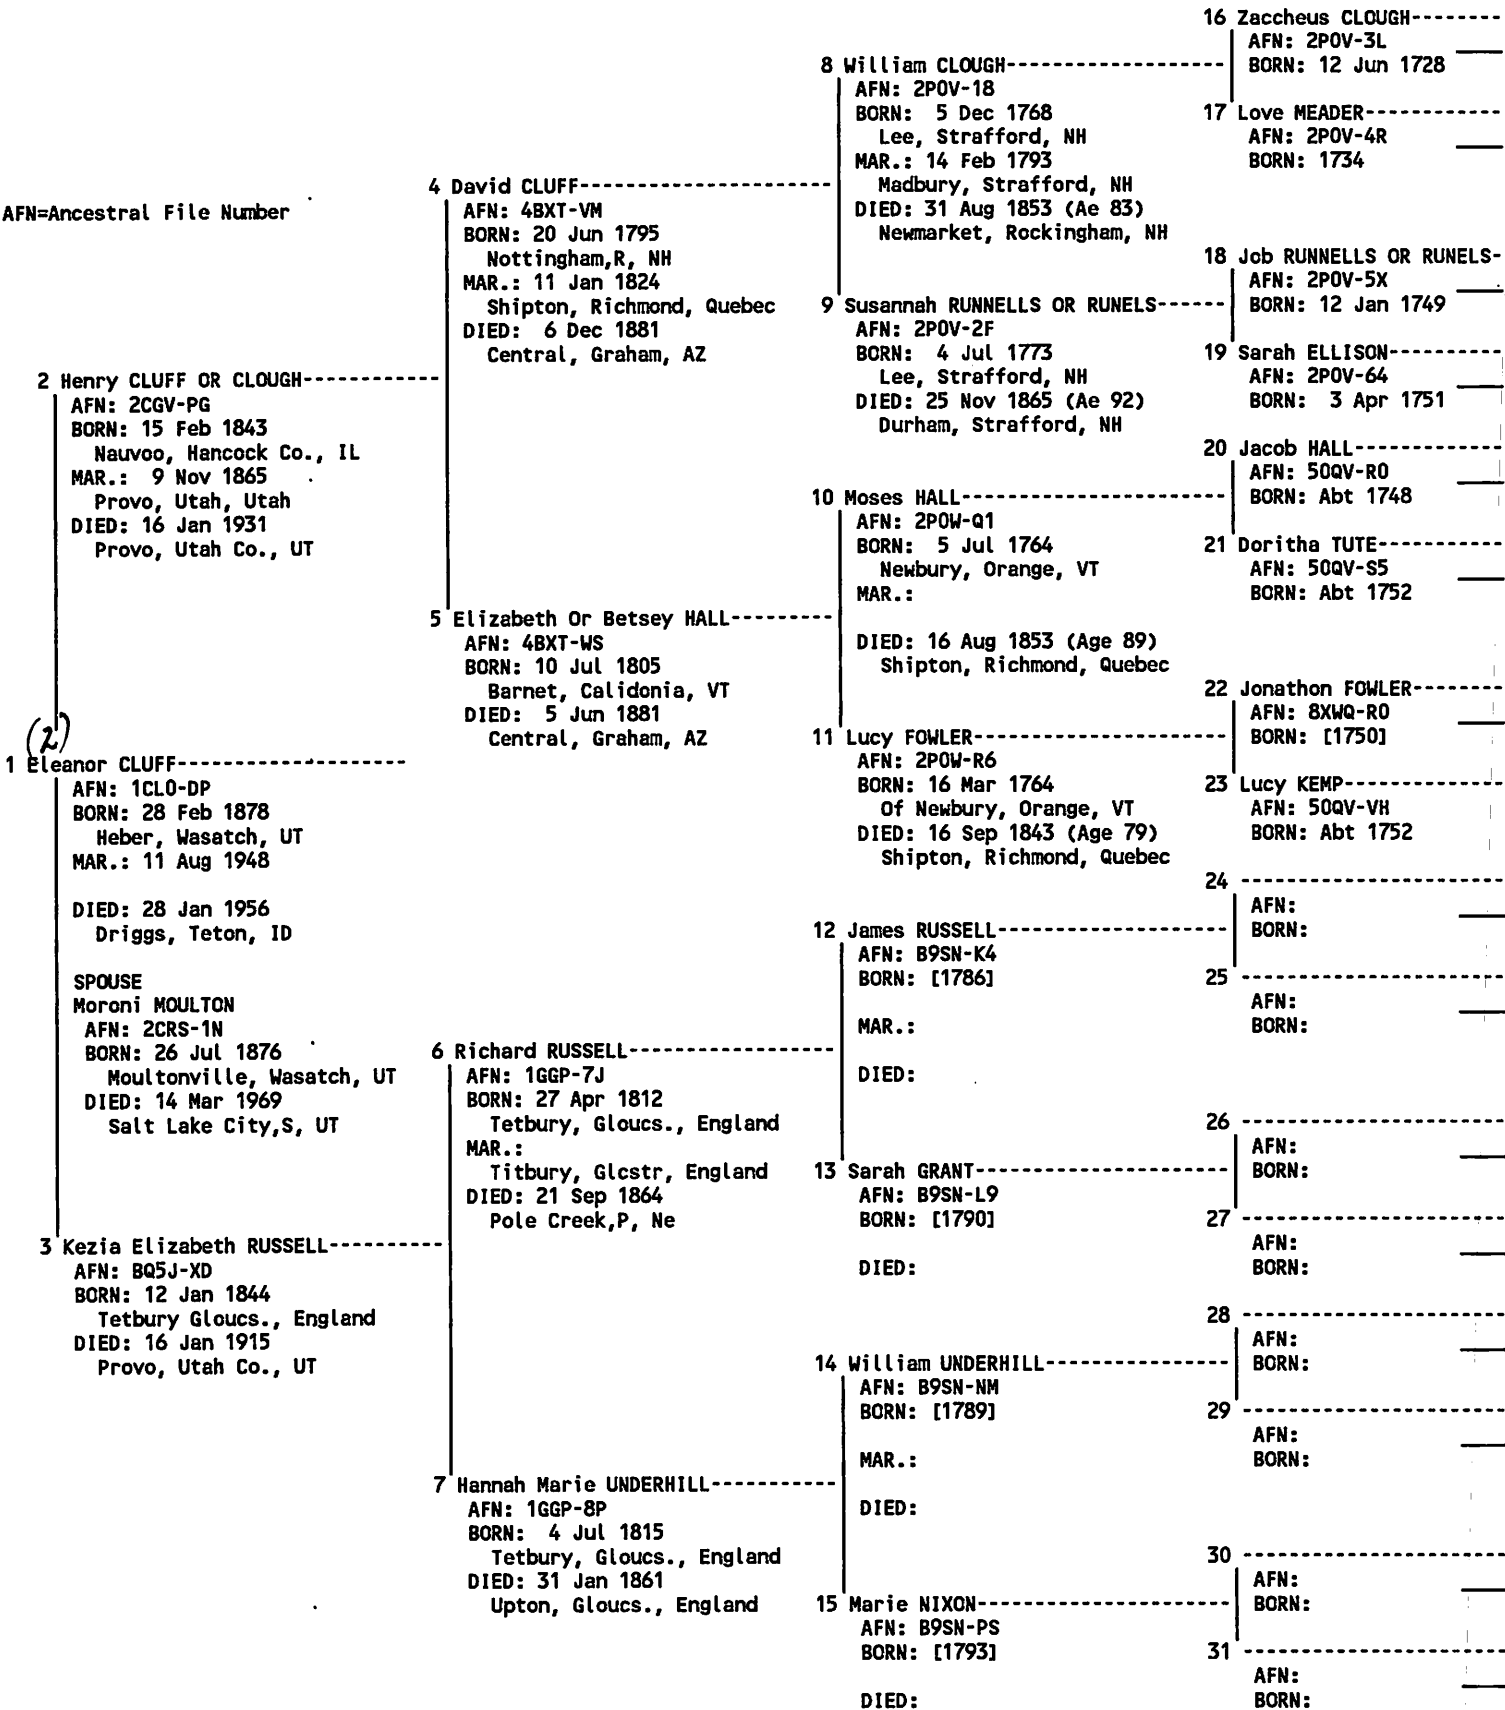 AFN=Ancestral File Number
(2)
1 Eleanor CLUFF-------------------
AFN: 1CLO-DP
BORN: 28 Feb 1878
Heber, Wasatch, UT
MAR.: 11 Aug 1948
DIED: 28 Jan 1956
Driggs, Teton, ID
SPOUSE
Moroni MOULTON
AFN: 2CRS-1N
BORN: 26 Jul 1876
Moultonville, Wasatch, UT
DIED: 14 Mar 1969
Salt Lake City,S, UT
2 Henry CLUFF OR CLOUGH------------
AFN: 2CGV-PG
BORN: 15 Feb 1843
Nauvoo, Hancock Co., IL
MAR.:  9 Nov 1865
Provo, Utah, Utah
DIED: 16 Jan 1931
Provo, Utah Co., UT
3 Kezia Elizabeth RUSSELL----------
AFN: BQ5J-XD
BORN: 12 Jan 1844
Tetbury Gloucs., England
DIED: 16 Jan 1915
Provo, Utah Co., UT
4 David CLUFF---------------------
AFN: 4BXT-VM
BORN: 20 Jun 1795
Nottingham,R, NH
MAR.: 11 Jan 1824
Shipton, Richmond, Quebec
DIED:  6 Dec 1881
Central, Graham, AZ
5 Elizabeth Or Betsey HALL---------
AFN: 4BXT-WS
BORN: 10 Jul 1805
Barnet, Calidonia, VT
DIED:  5 Jun 1881
Central, Graham, AZ
6 Richard RUSSELL-----------------
AFN: 1GGP-7J
BORN: 27 Apr 1812
Tetbury, Gloucs., England
MAR.:
Titbury, Glcstr, England
DIED: 21 Sep 1864
Pole Creek,P, Ne
7 Hannah Marie UNDERHILL----------
AFN: 1GGP-8P
BORN:  4 Jul 1815
Tetbury, Gloucs., England
DIED: 31 Jan 1861
Upton, Gloucs., England
8 William CLOUGH------------------
AFN: 2P0V-18
BORN:  5 Dec 1768
Lee, Strafford, NH
MAR.: 14 Feb 1793
Madbury, Strafford, NH
DIED: 31 Aug 1853 (Ae 83)
Newmarket, Rockingham, NH
9 Susannah RUNNELLS OR RUNELS------
AFN: 2P0V-2F
BORN:  4 Jul 1773
Lee, Strafford, NH
DIED: 25 Nov 1865 (Ae 92)
Durham, Strafford, NH
10 Moses HALL----------------------
AFN: 2P0W-Q1
BORN:  5 Jul 1764
Newbury, Orange, VT
MAR.:
DIED: 16 Aug 1853 (Age 89)
Shipton, Richmond, Quebec
11 Lucy FOWLER---------------------
AFN: 2P0W-R6
BORN: 16 Mar 1764
Of Newbury, Orange, VT
DIED: 16 Sep 1843 (Age 79)
Shipton, Richmond, Quebec
12 James RUSSELL-------------------
AFN: B9SN-K4
BORN: [1786]
MAR.:
DIED:
13 Sarah GRANT---------------------
AFN: B9SN-L9
BORN: [1790]
DIED:
14 William UNDERHILL---------------
AFN: B9SN-NM
BORN: [1789]
MAR.:
DIED:
15 Marie NIXON---------------------
AFN: B9SN-PS
BORN: [1793]
DIED:
16 Zaccheus CLOUGH--------
AFN: 2P0V-3L
BORN: 12 Jun 1728
17 Love MEADER-----------
AFN: 2P0V-4R
BORN: 1734
18 Job RUNNELLS OR RUNELS-
AFN: 2P0V-5X
BORN: 12 Jan 1749
19 Sarah ELLISON----------
AFN: 2P0V-64
BORN:  3 Apr 1751
20 Jacob HALL------------
AFN: 50QV-R0
BORN: Abt 1748
21 Doritha TUTE-----------
AFN: 50QV-S5
BORN: Abt 1752
22 Jonathon FOWLER--------
AFN: 8XWQ-R0
BORN: [1750]
23 Lucy KEMP-------------
AFN: 50QV-VH
BORN: Abt 1752
24 ----------------------
AFN:
BORN:
25 ----------------------
AFN:
BORN:
26 ----------------------
AFN:
BORN:
27 ----------------------
AFN:
BORN:
28 ----------------------
AFN:
BORN:
29 ----------------------
AFN:
BORN:
30 ----------------------
AFN:
BORN:
31 ----------------------
AFN:
BORN: